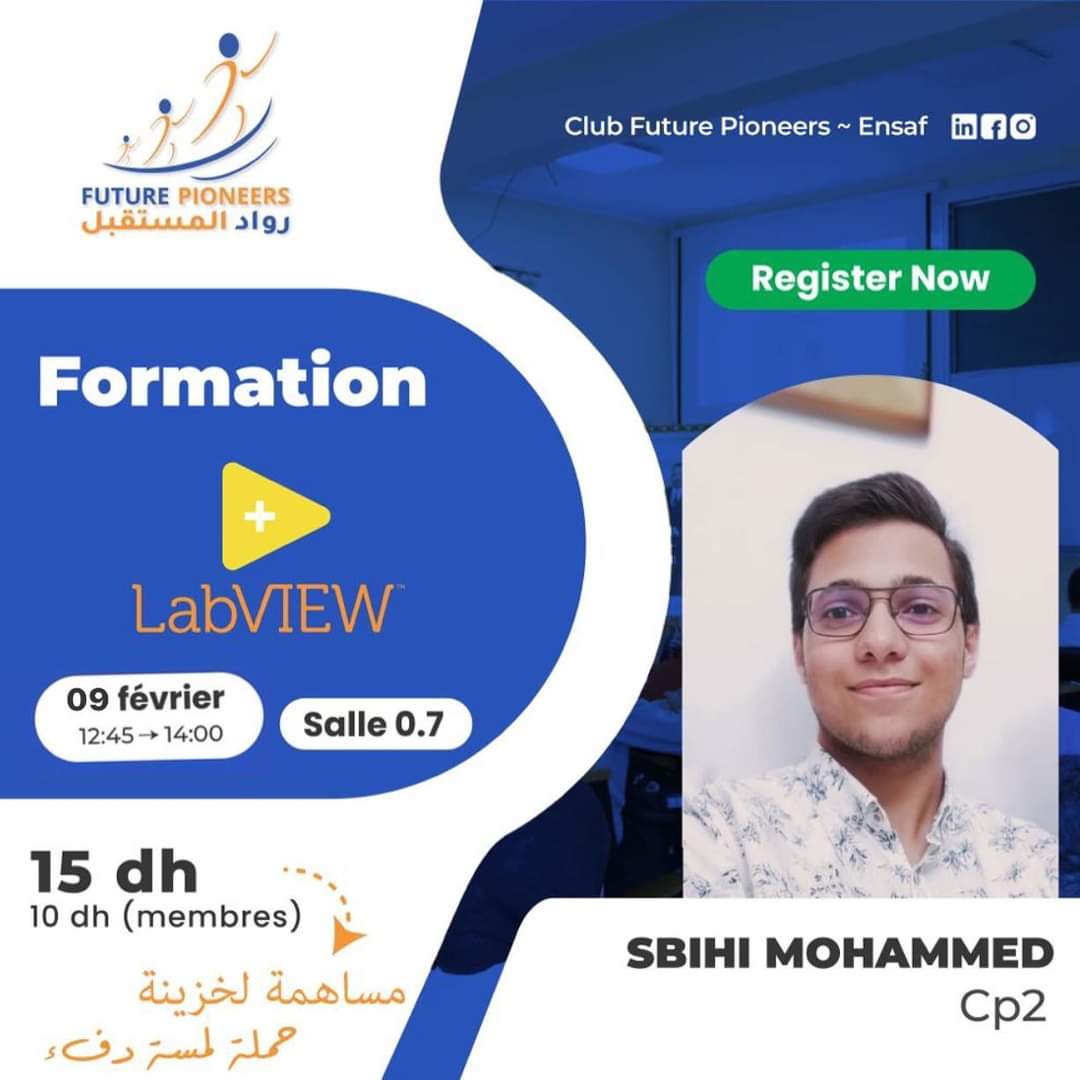 FUTURE PIONEERS
رواد المستقبل
Club Future Pioneers ~ Ensaf
Register Now
Formation
LabVIEW™
09 février
12:45 → 14:00
Salle 0.7
15 dh
10 dh (membres)
مساهمة لخزينة
حملة لمسة دفء
SBIHI MOHAMMED
Cp2